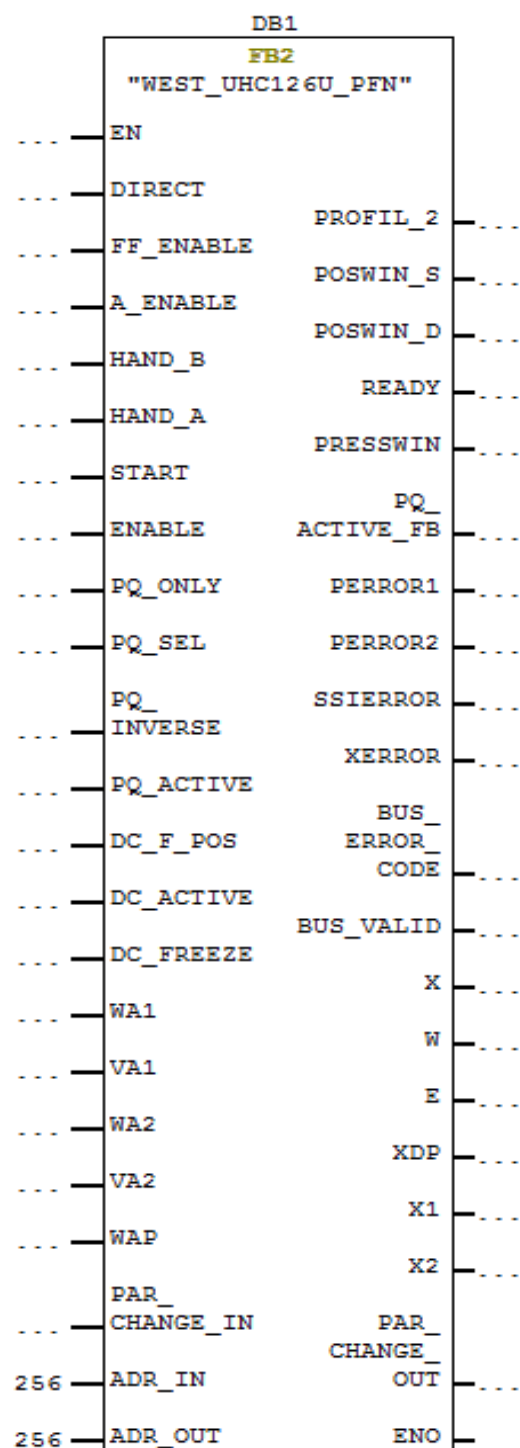 DB1
FB2
"WEST_UHC126U_PFN"
... EN
... DIRECT
PROFIL_2 ...
... FF_ENABLE
POSWIN_S ...
... A_ENABLE
POSWIN_D ...
... HAND_B
READY ...
... HAND_A
PRESSWIN ...
... START
PQ_
... ENABLE ACTIVE_FB ...
... PQ_ONLY PERROR1 ...
... PQ_SEL PERROR2 ...
PQ_ SSIERROR ...
... INVERSE
XERROR ...
... PQ_ACTIVE
BUS_
... DC_F_POS ERROR_
CODE ...
... DC_ACTIVE
BUS_VALID ...
... DC_FREEZE
X ...
... WA1
W ...
... VA1
E ...
... WA2
XDP ...
... VA2
X1 ...
... WAP
X2 ...
PAR_
... CHANGE_IN PAR_
CHANGE_
256 ADR_IN OUT ...
256 ADR_OUT ENO